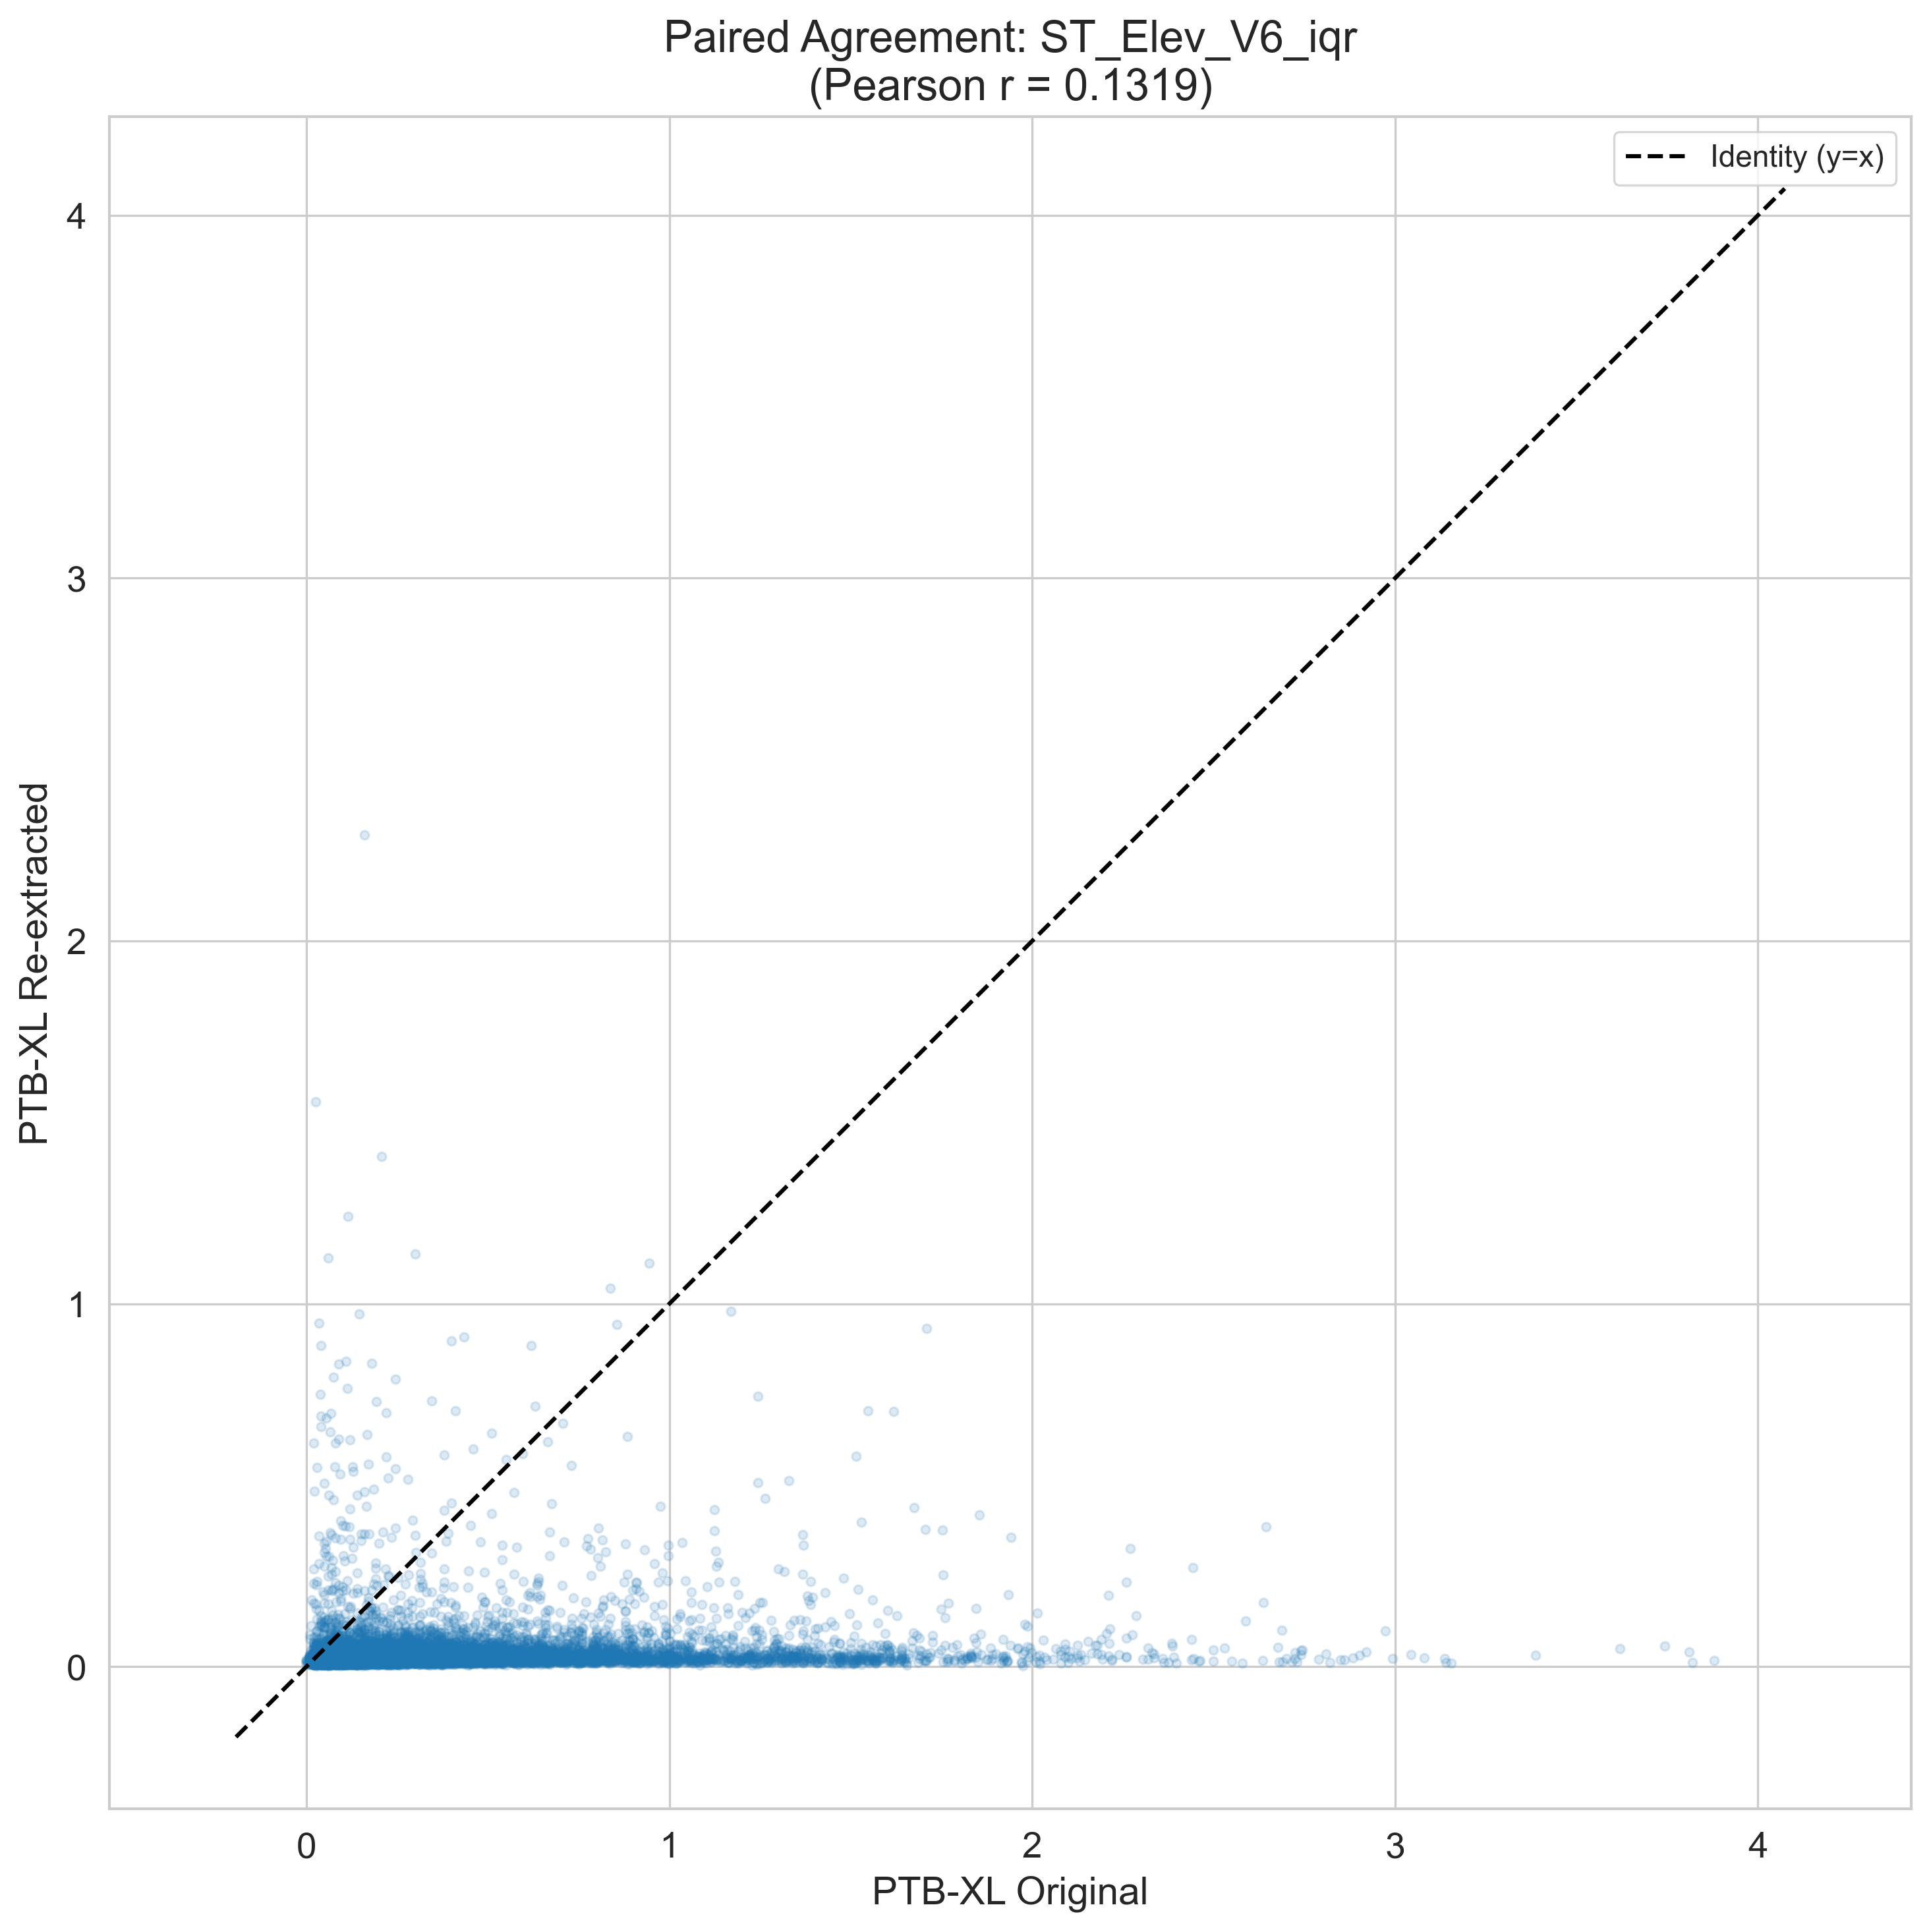 Paired Agreement: ST_Elev_V6_iqr
(Pearson r = 0.1319)
Identity (y=x)
4
3
2
1
0
PTB-XL Re-extracted
0 1 2 3 4
PTB-XL Original